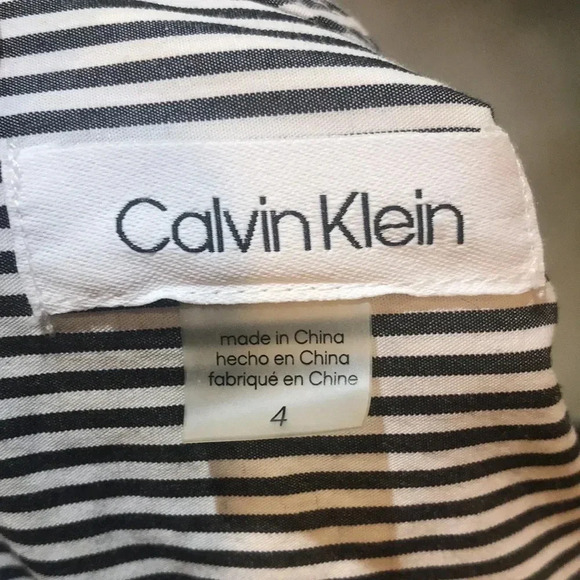 Calvin Klein
made in China
hecho en China
fabriqué en Chine
4